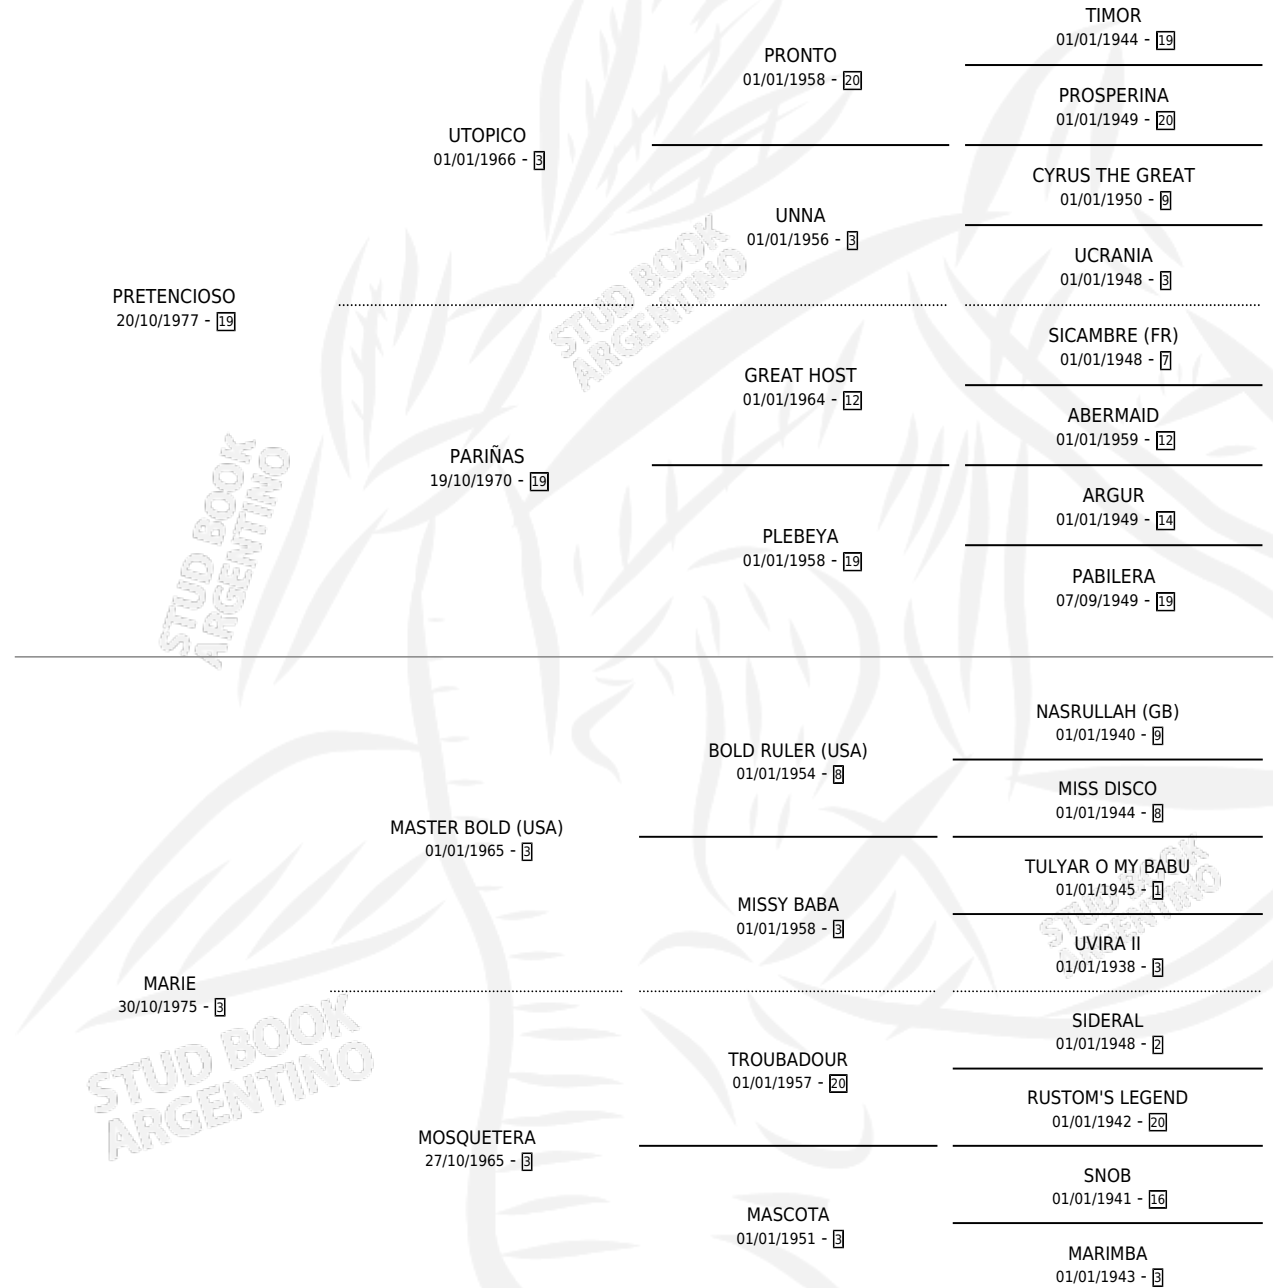 TIMOR
01/01/1944 - 19
PRONTO
01/01/1958 - 20
PROSPERINA
01/01/1949 - 20
UTOPICO
01/01/1966 - 3
CYRUS THE GREAT
01/01/1950 - 9
UNNA
01/01/1956 - 3
UCRANIA
01/01/1948 - 3
PRETENCIOSO
20/10/1977 - 19
SICAMBRE (FR)
01/01/1948 - 7
GREAT HOST
01/01/1964 - 12
ABERMAID
01/01/1959 - 12
PARIÑAS
19/10/1970 - 19
ARGUR
01/01/1949 - 14
PLEBEYA
01/01/1958 - 19
PABILERA
07/09/1949 - 19
NASRULLAH (GB)
01/01/1940 - 9
BOLD RULER (USA)
01/01/1954 - 8
MISS DISCO
01/01/1944 - 8
MASTER BOLD (USA)
01/01/1965 - 3
TULYAR O MY BABU
01/01/1945 - 1
MISSY BABA
01/01/1958 - 3
UVIRA II
01/01/1938 - 3
MARIE
30/10/1975 - 3
SIDERAL
01/01/1948 - 2
TROUBADOUR
01/01/1957 - 20
RUSTOM'S LEGEND
01/01/1942 - 20
MOSQUETERA
27/10/1965 - 3
SNOB
01/01/1941 - 16
MASCOTA
01/01/1951 - 3
MARIMBA
01/01/1943 - 3
STUD BOOK
ARGENTINO
STUD BOOK
ARGENTINO
STUD BOOK
ARGENTINO
STUD BOOK
ARGENTINO